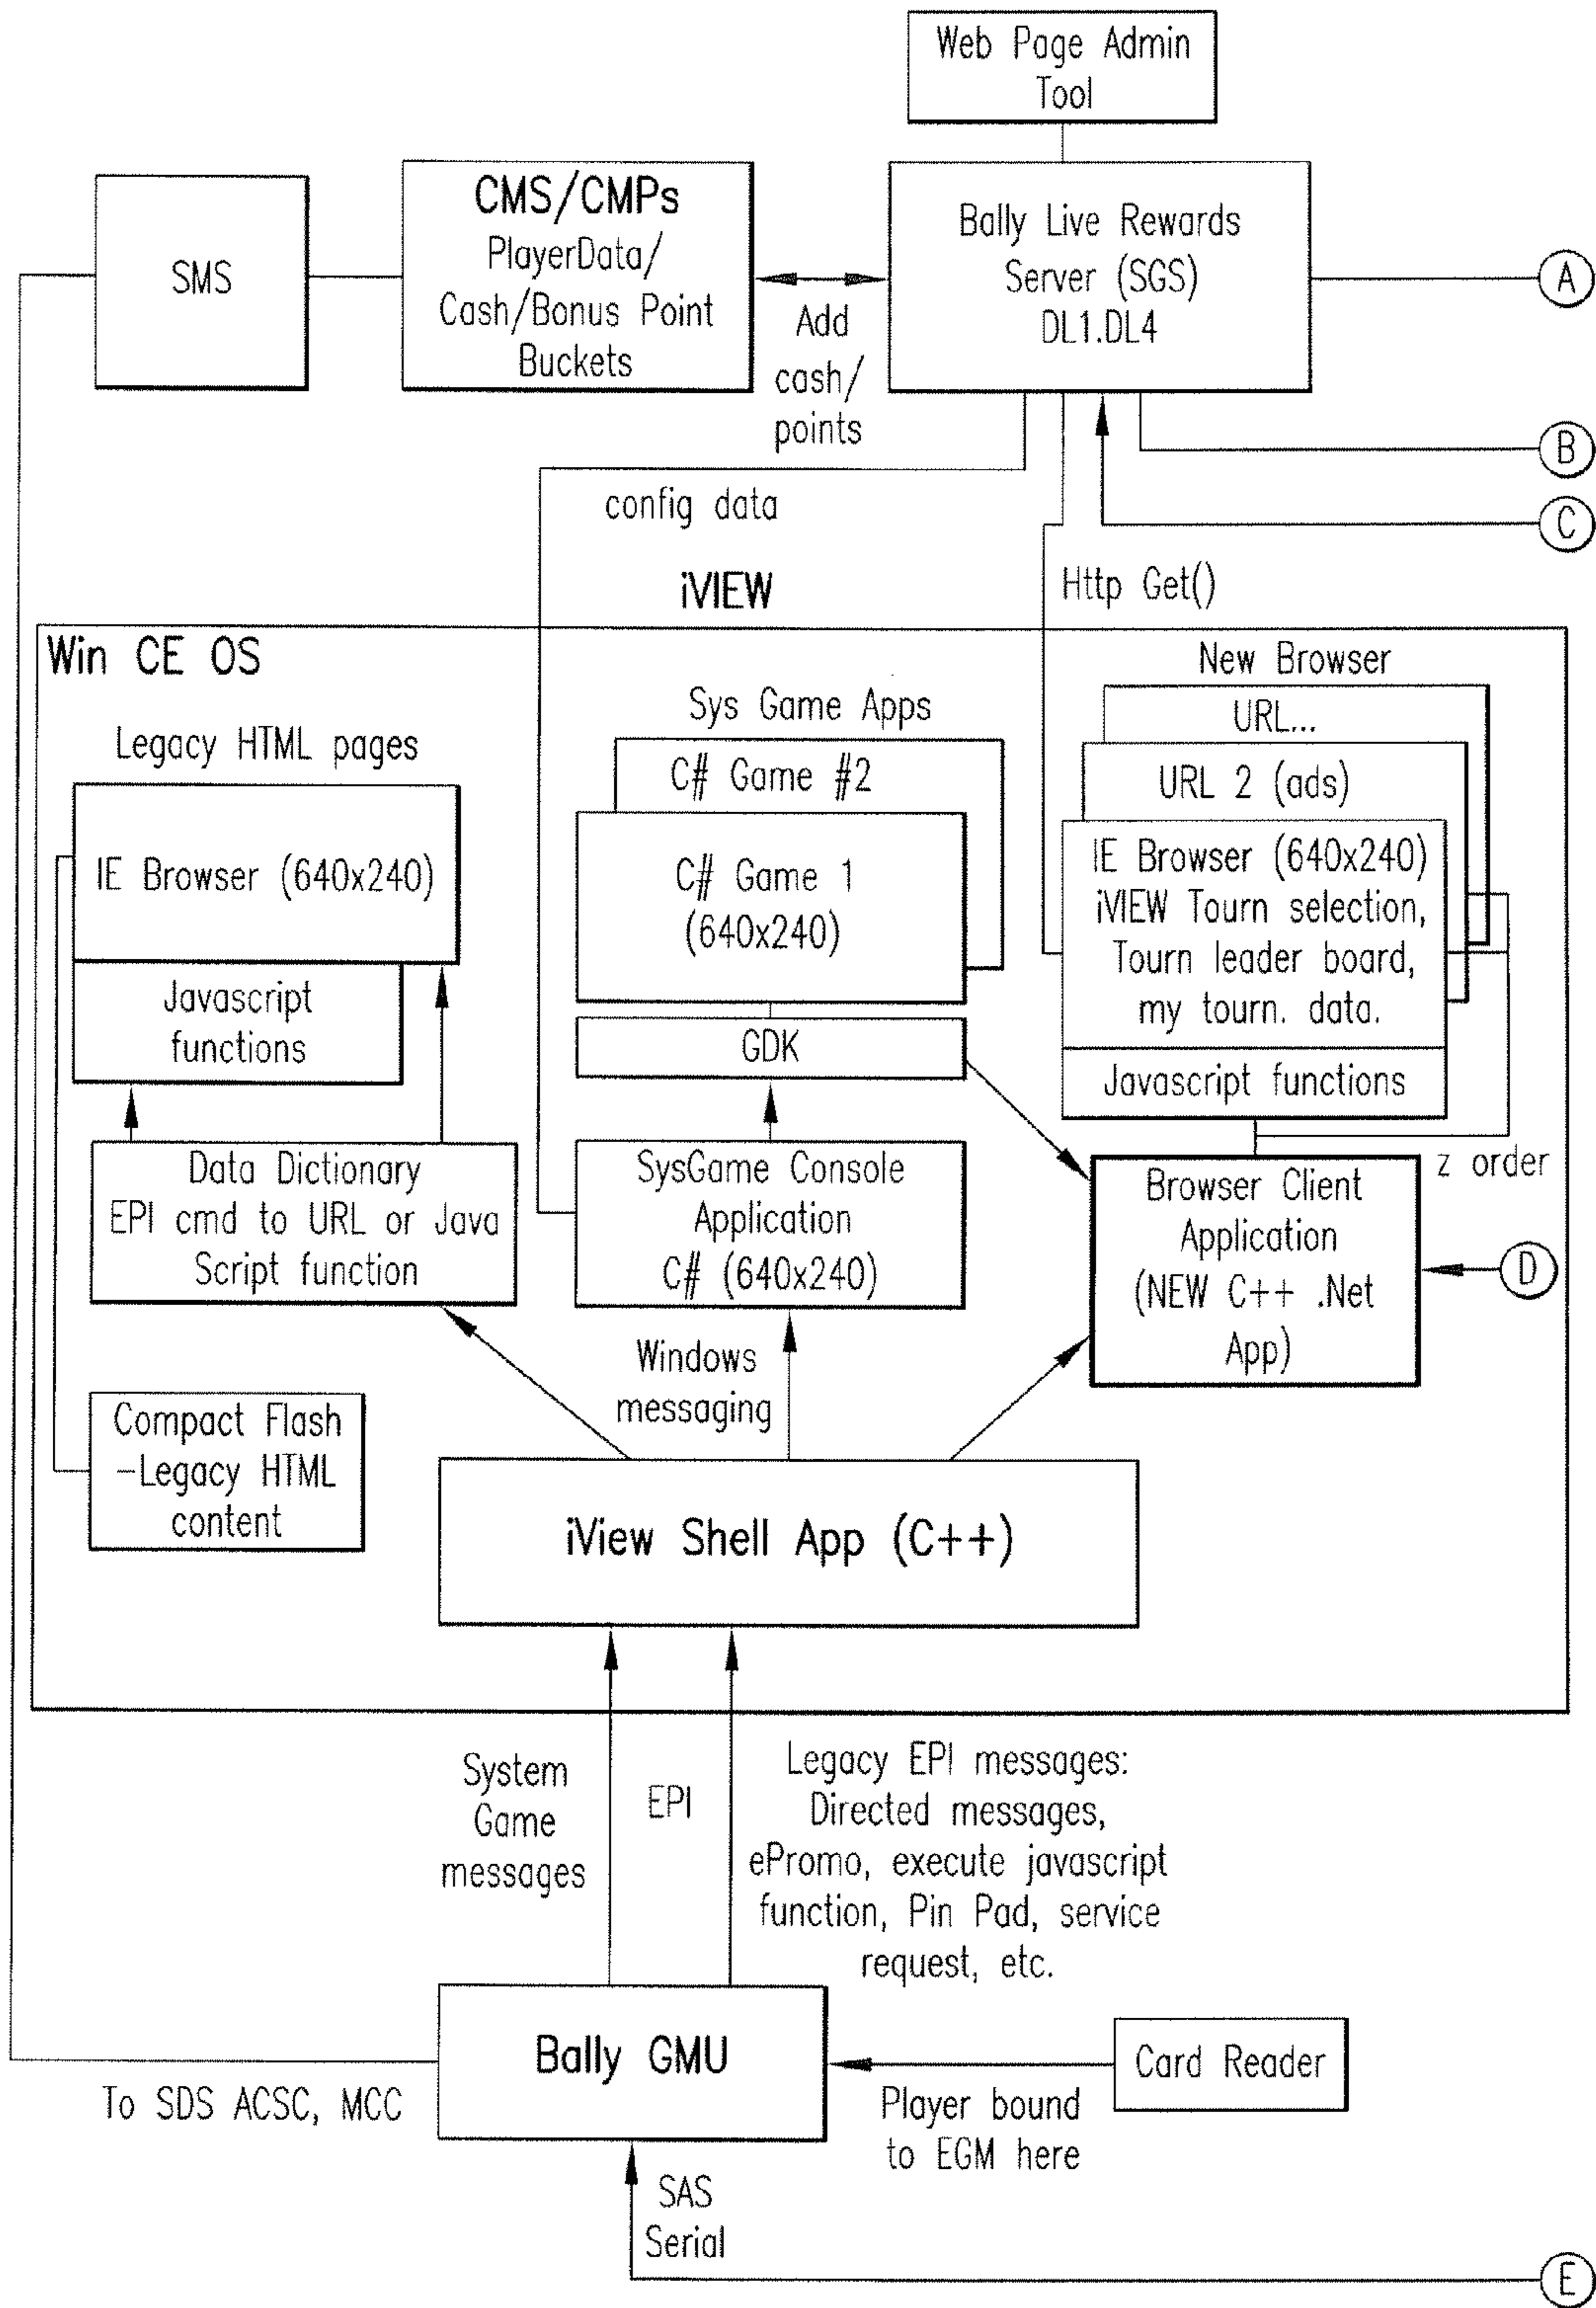 Web Page Admin
Tool
SMS
CMS/CMPs
PlayerData/
Cash/Bonus Point
Buckets
Add
cash/
points
Bally Live Rewards
Server (SGS)
DL1.DL4
A
B
C
config data
Http Get()
iVIEW
Win CE OS
Legacy HTML pages
IE Browser (640x240)
Javascript
functions
Data Dictionary
EPI cmd to URL or Java
Script function
Compact Flash
-Legacy HTML
content
Sys Game Apps
C# Game #2
C# Game 1
(640x240)
GDK
SysGame Console
Application
C# (640x240)
Windows
messaging
New Browser
URL...
URL 2 (ads)
IE Browser (640x240)
iVIEW Tourn selection,
Tourn leader board,
my tourn. data.
Javascript functions
z order
Browser Client
Application
(NEW C++ .Net
App)
D
iView Shell App (C++)
System
Game
messages
EPI
Legacy EPI messages:
Directed messages,
ePromo, execute javascript
function, Pin Pad, service
request, etc.
Bally GMU
Card Reader
To SDS ACSC, MCC
Player bound
to EGM here
SAS
Serial
E